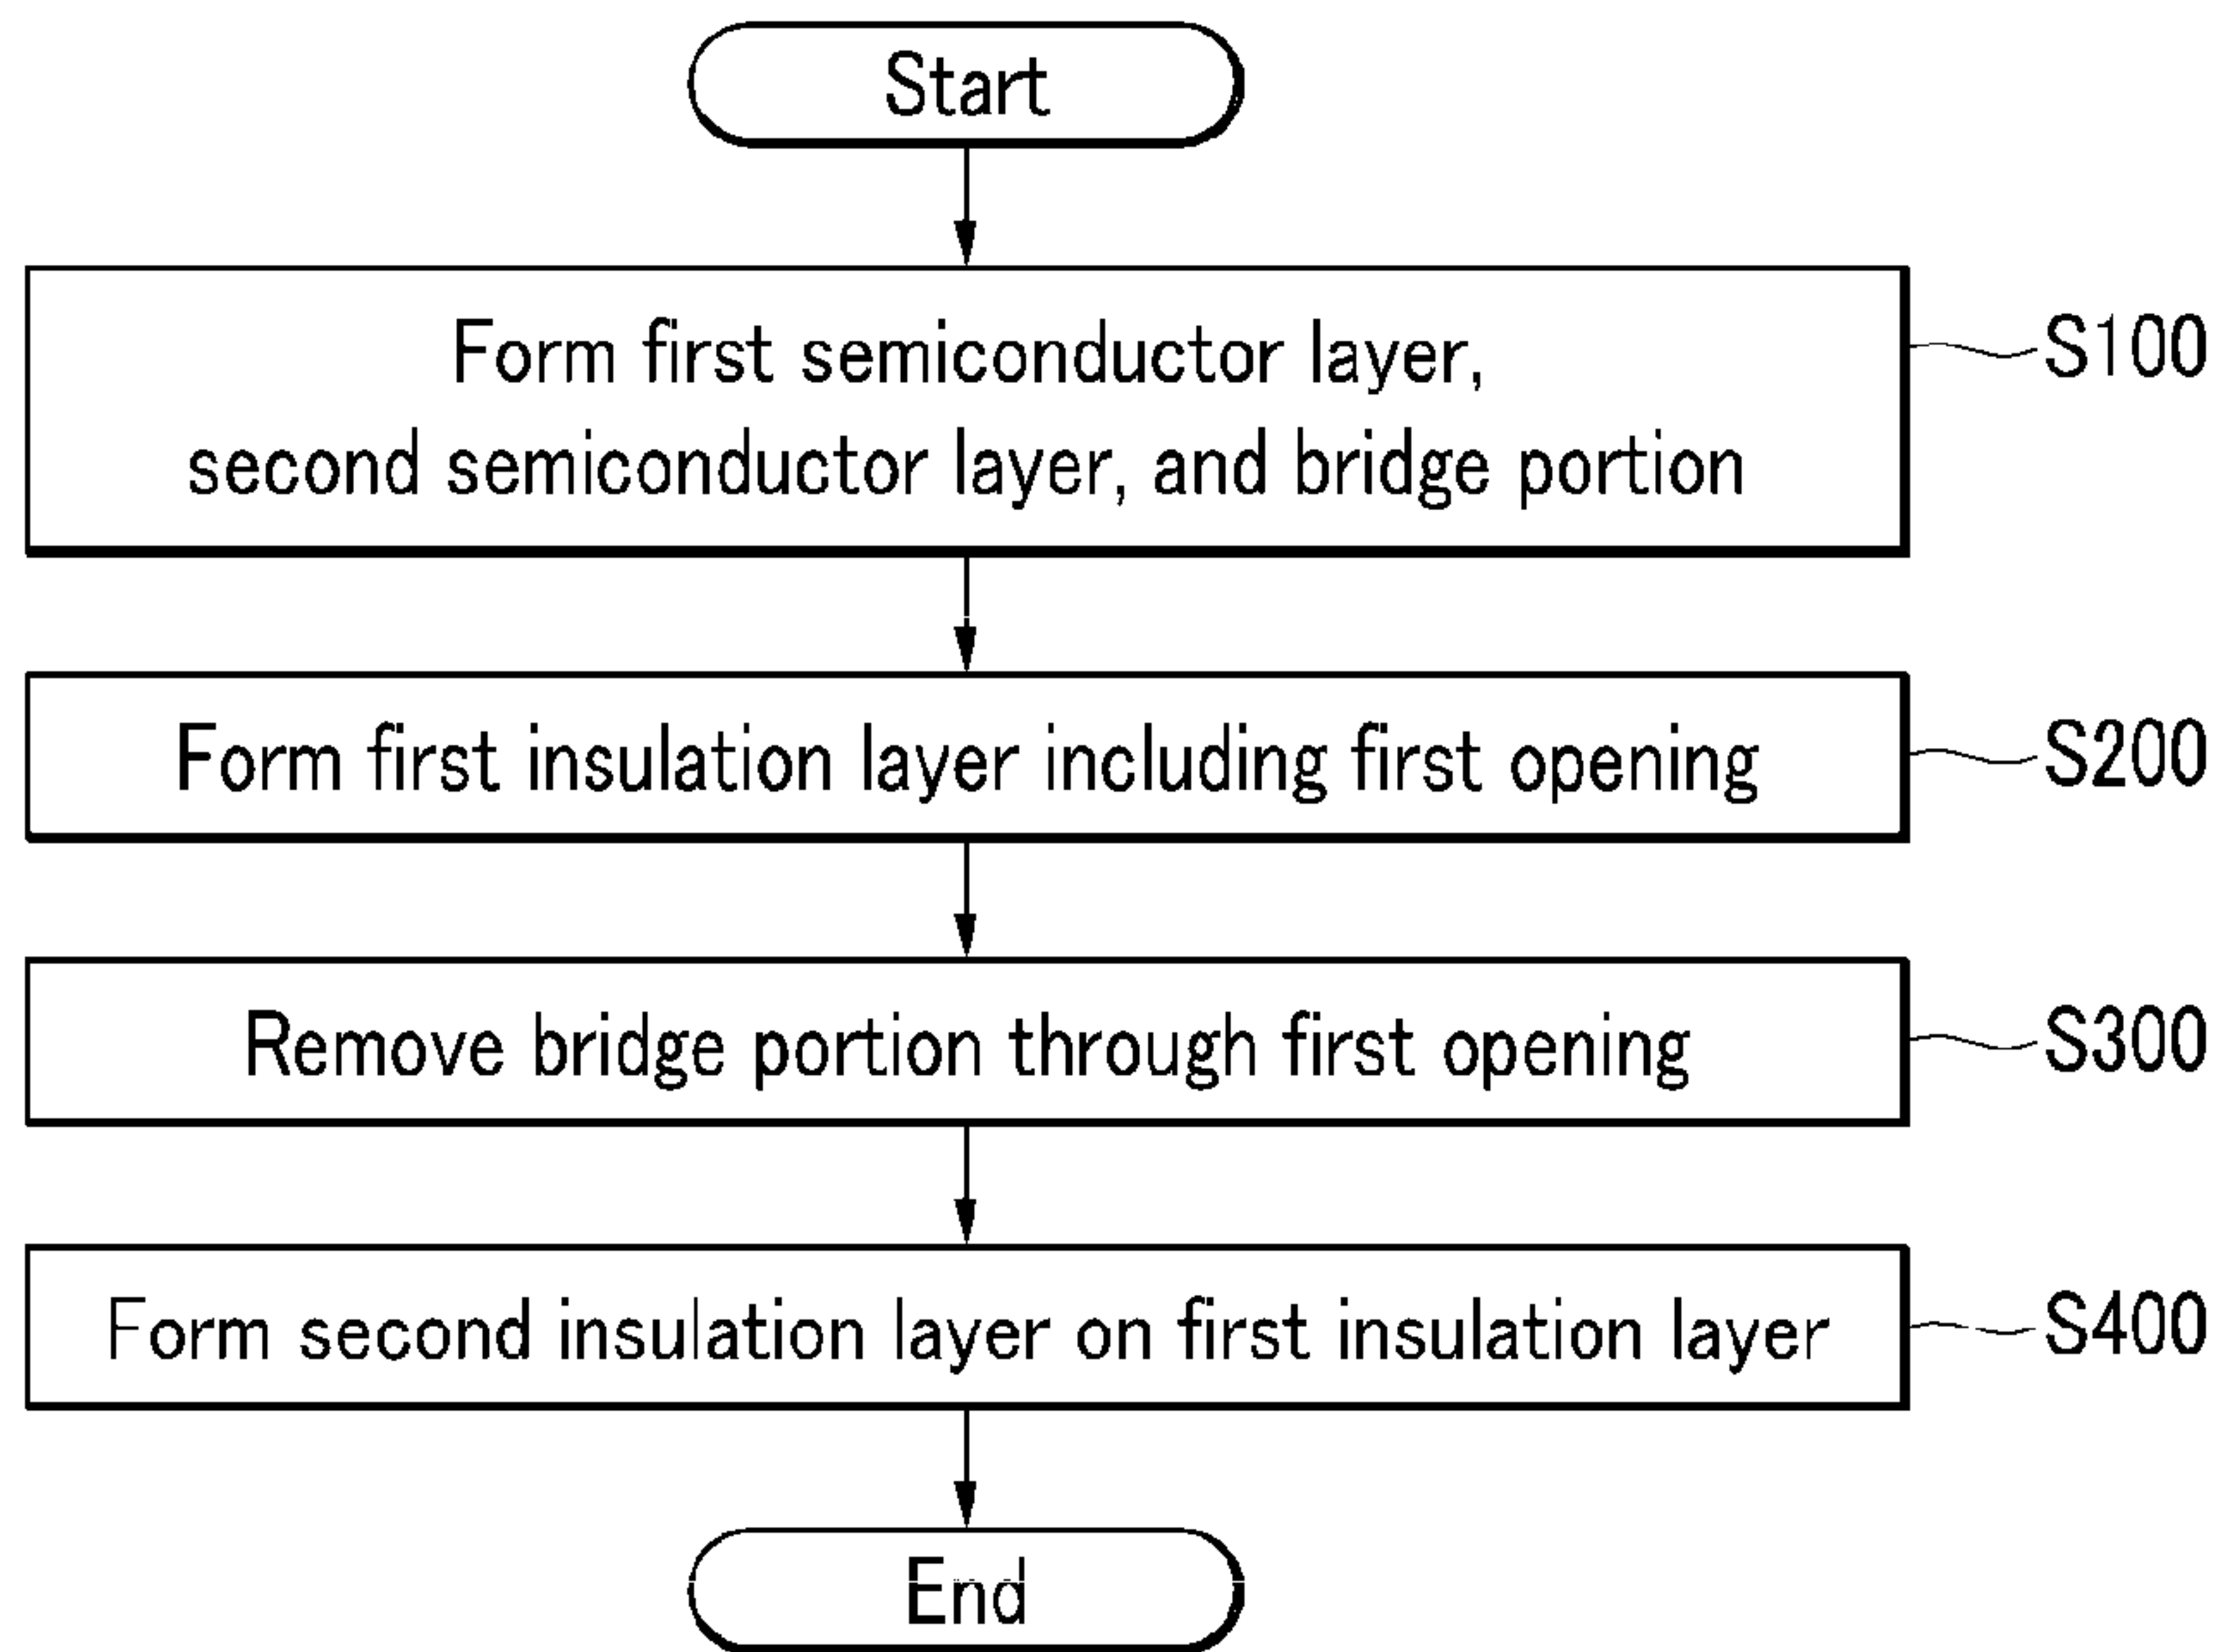 Start
Form first semiconductor layer,
second semiconductor layer, and bridge portion
S100
Form first insulation layer including first opening
S200
Remove bridge portion through first opening
S300
Form second insulation layer on first insulation layer
S400
End